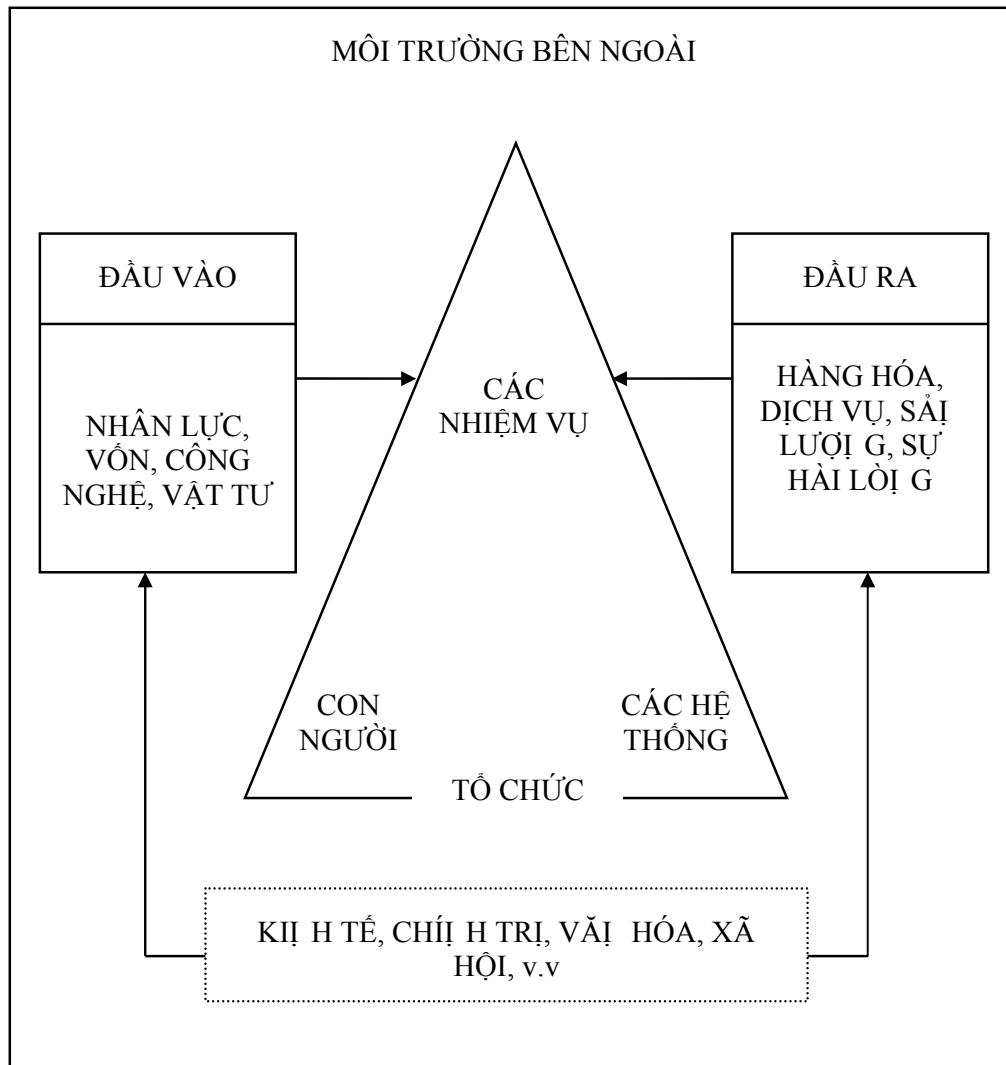 MÔI TRƯỜNG BÊN NGOÀI
ĐẦU VÀO
NHÂN LỰC,
VỐN, CÔNG
NGHỆ, VẬT TƯ
CÁC
NHIỆM VỤ
ĐẦU RA
HÀNG HÓA,
DỊCH VỤ, SẢỊ
LƯỢỊ G, SỰ
HÀI LÒỊ G
CON
NGƯỜI
CÁC HỆ
THỐNG
TỔ CHỨC
KIỊ H TẾ, CHÍỊ H TRỊ, VĂỊ HÓA, XÃ
HỘI, v.v